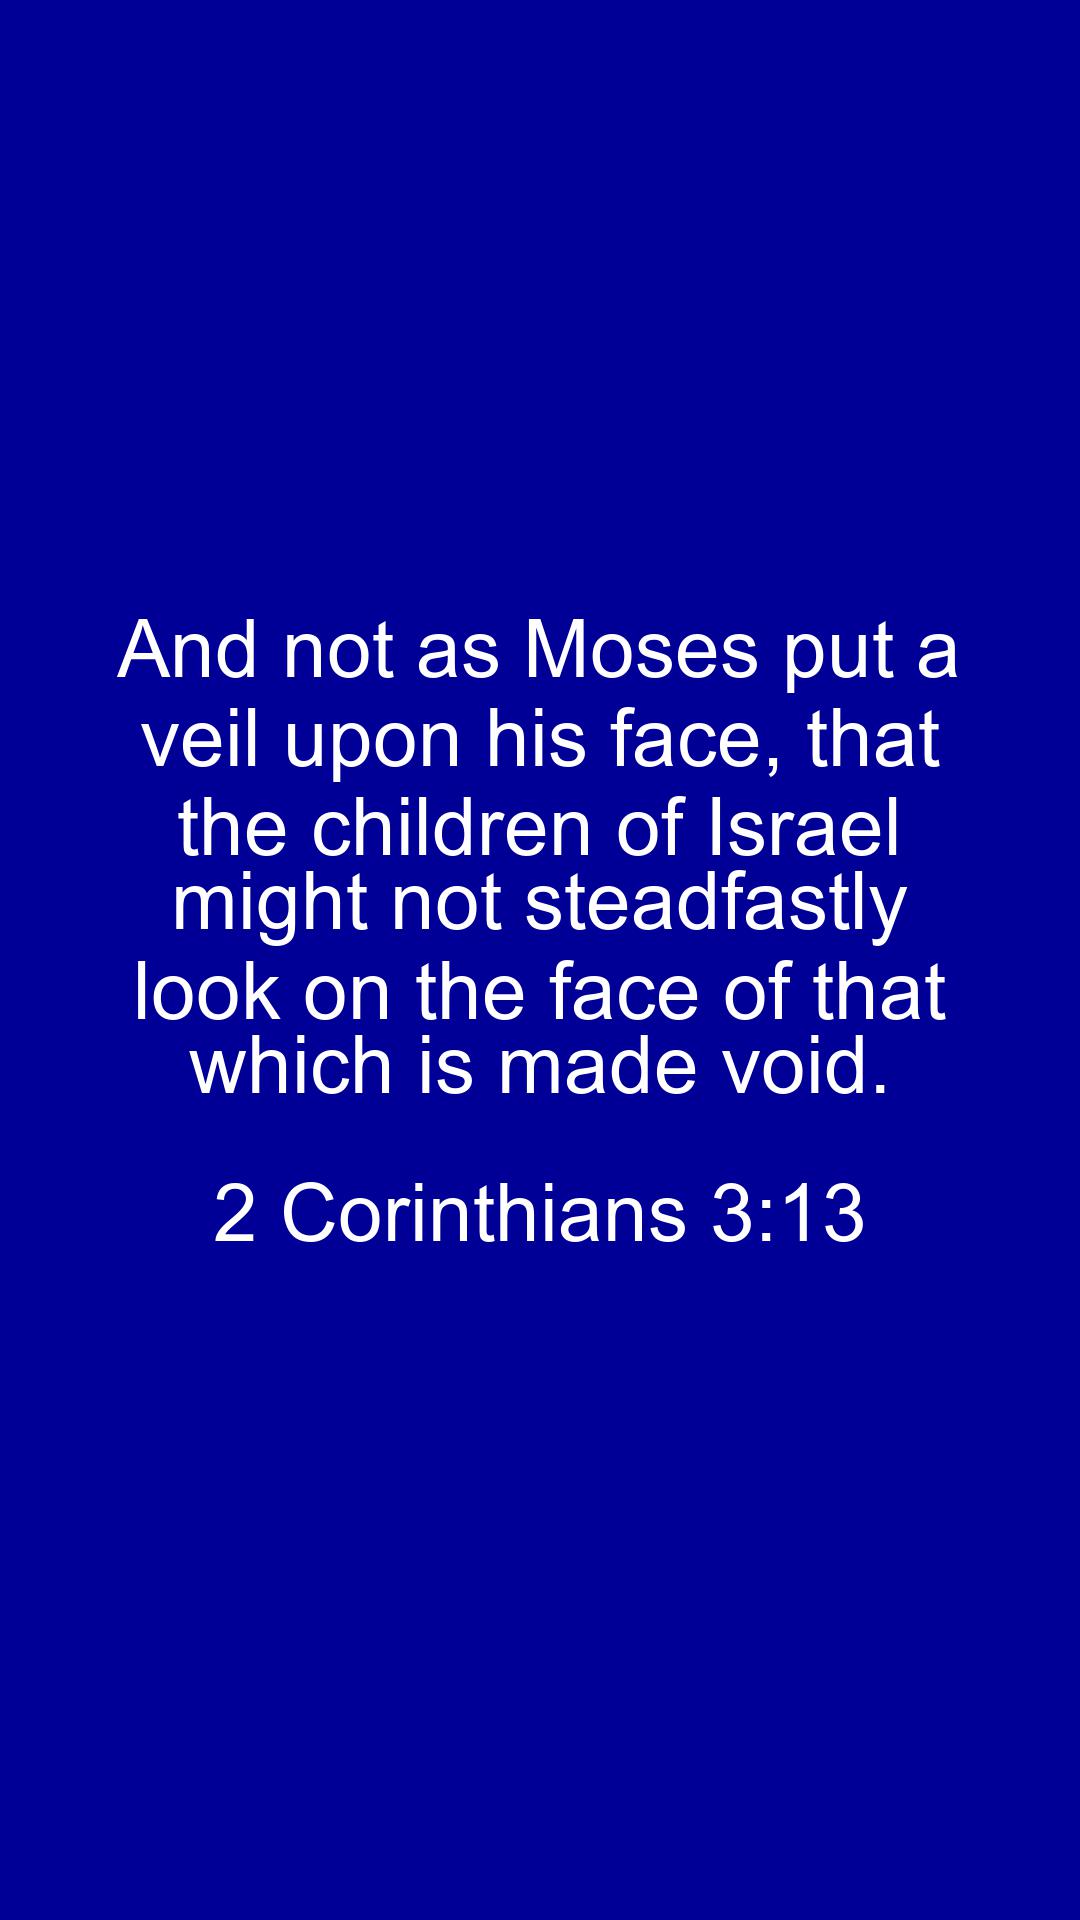 And not as Moses put a
veil upon his face, that
the children of Israel
might not steadfastly
look on the face of that
which is made void.
2 Corinthians 3:13